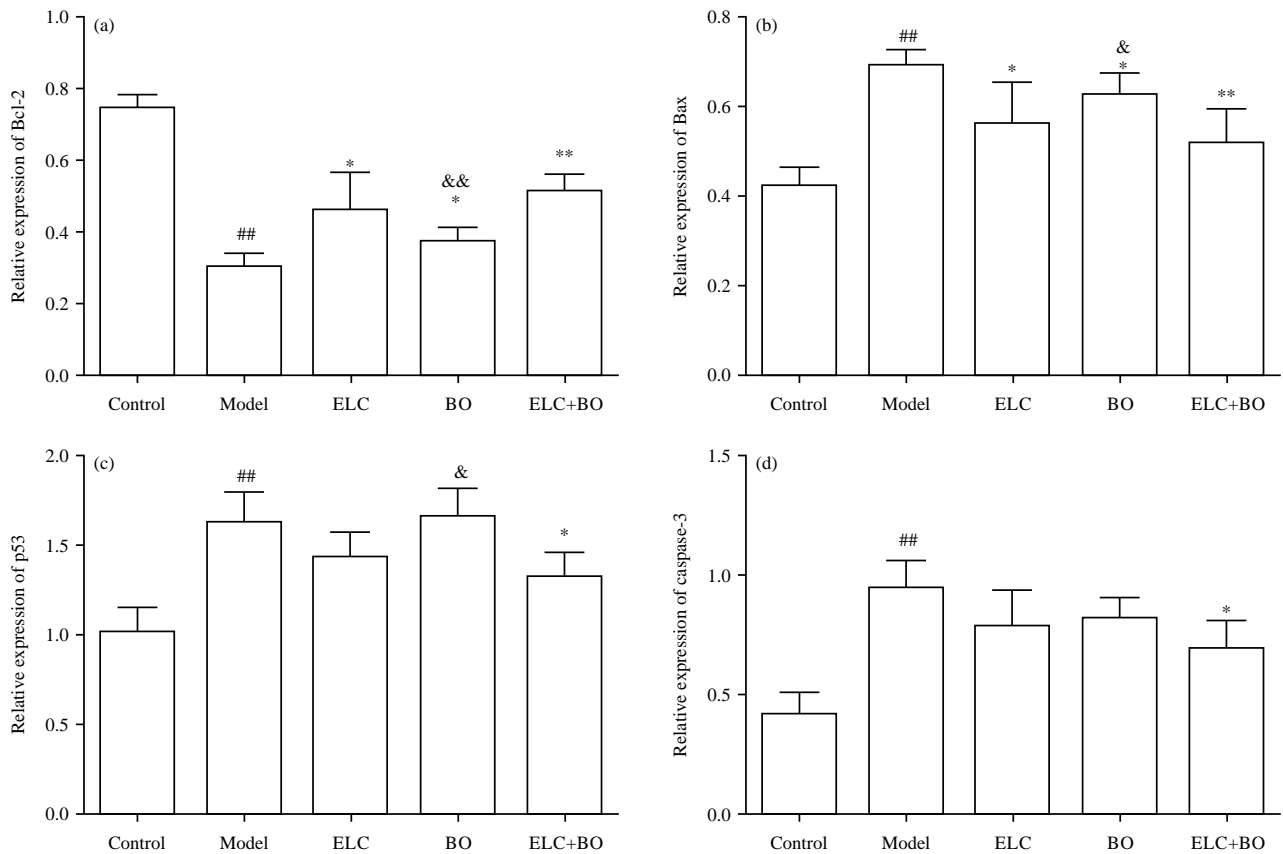 (a)
Relative expression of Bcl-2
1.0
0.8
0.6
0.4
0.2
0.0
##
*
&&
*
**
Control Model ELC BO ELC+BO
(b)
Relative expression of Bax
0.8
0.6
0.4
0.2
0.0
##
*
&
*
**
Control Model ELC BO ELC+BO
(c)
Relative expression of p53
2.0
1.5
1.0
0.5
0.0
##
&
*
Control Model ELC BO ELC+BO
(d)
Relative expression of caspase-3
1.5
1.0
0.5
0.0
##
*
Control Model ELC BO ELC+BO